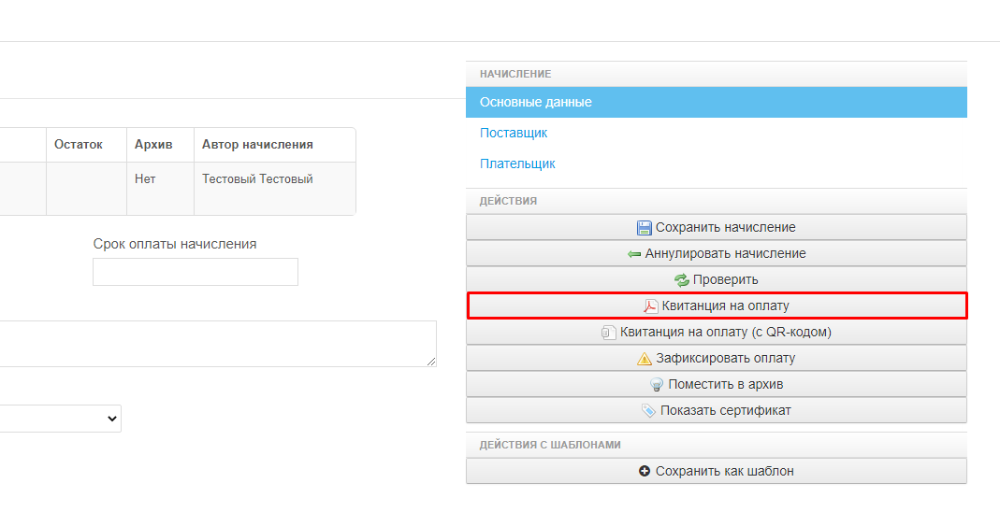 НАЧИСЛЕНИЕ
Основные данные
Поставщик
Плательщик
Остаток Архив Автор начисления
Нет Тестовый Тестовый
Срок оплаты начисления
ДЕЙСТВИЯ
Сохранить начисление
Аннулировать начисление
Проверить
Квитанция на оплату
Квитанция на оплату (с QR-кодом)
Зафиксировать оплату
Поместить в архив
Показать сертификат
ДЕЙСТВИЯ С ШАБЛОНАМИ
Сохранить как шаблон